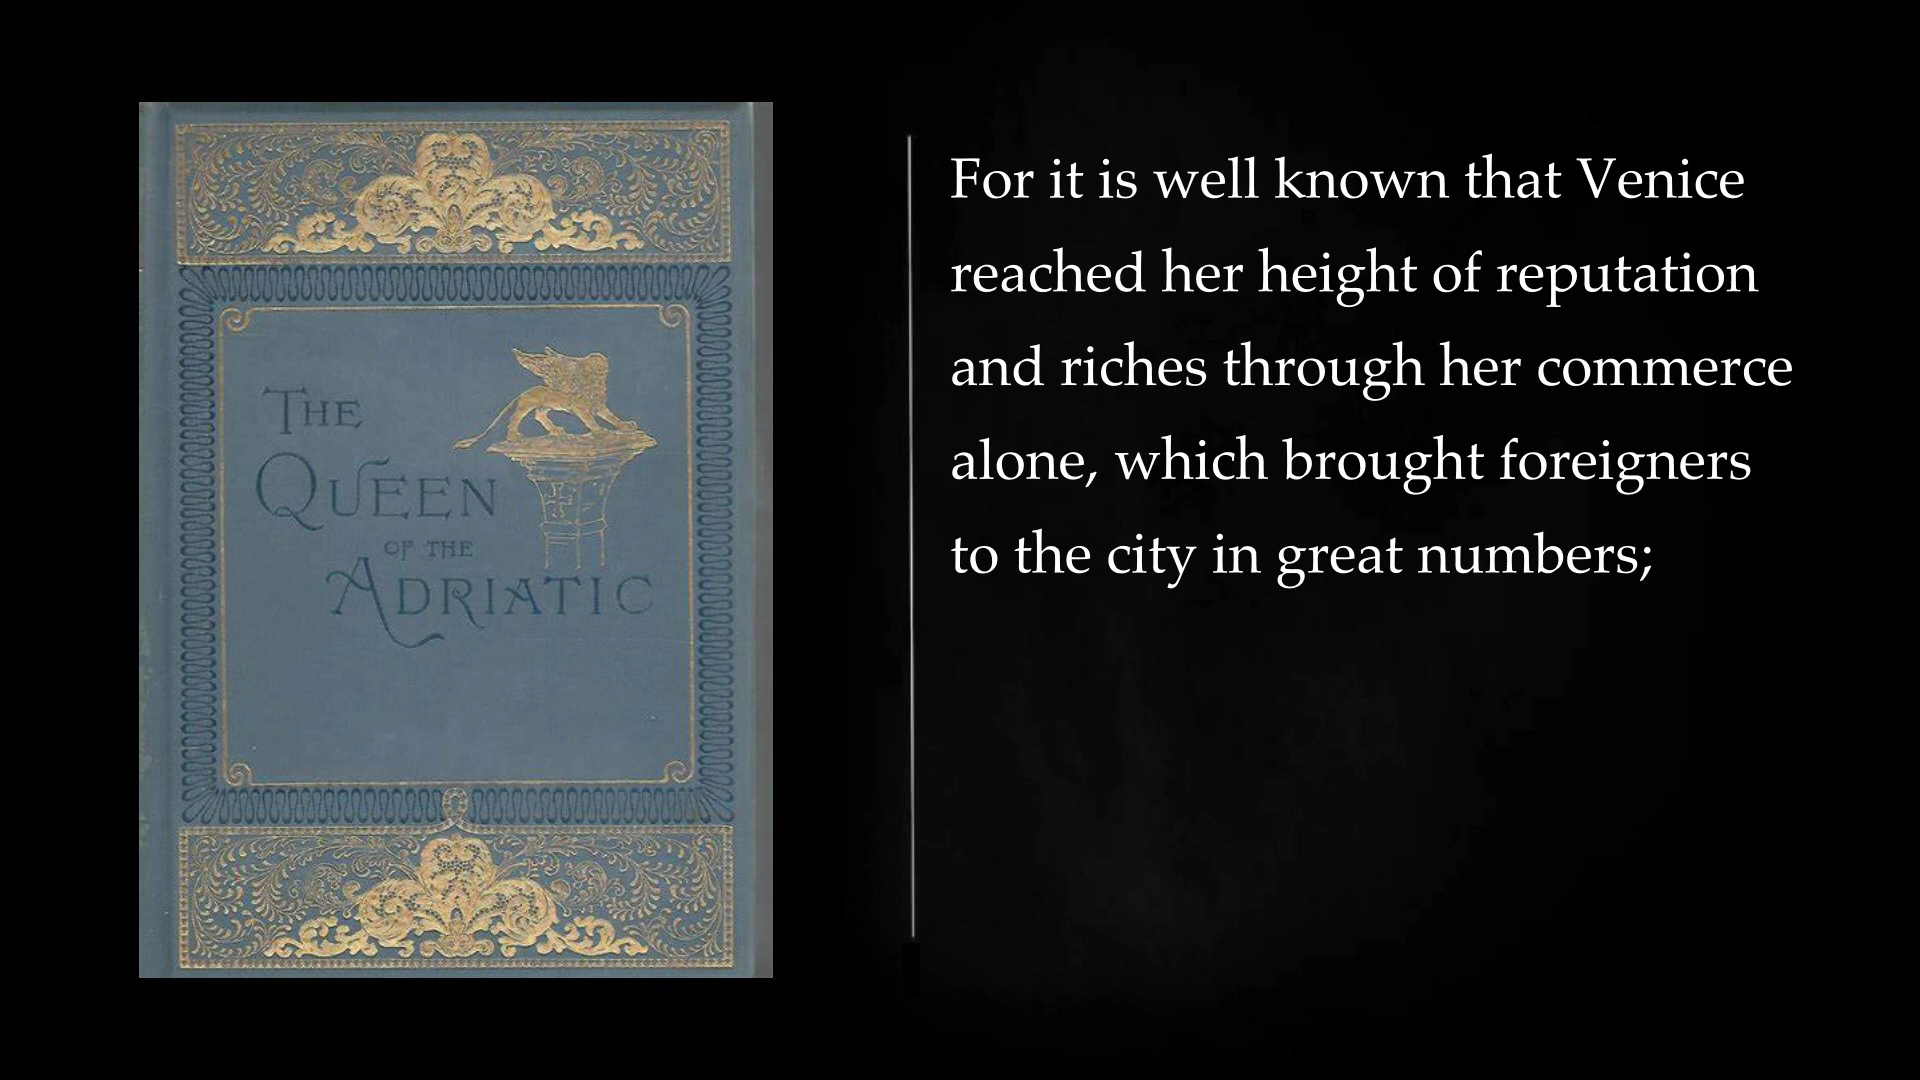 THE
QUEEN
OF THE
ADRIATIC
For it is well known that Venice
reached her height of reputation
and riches through her commerce
alone, which brought foreigners
to the city in great numbers;